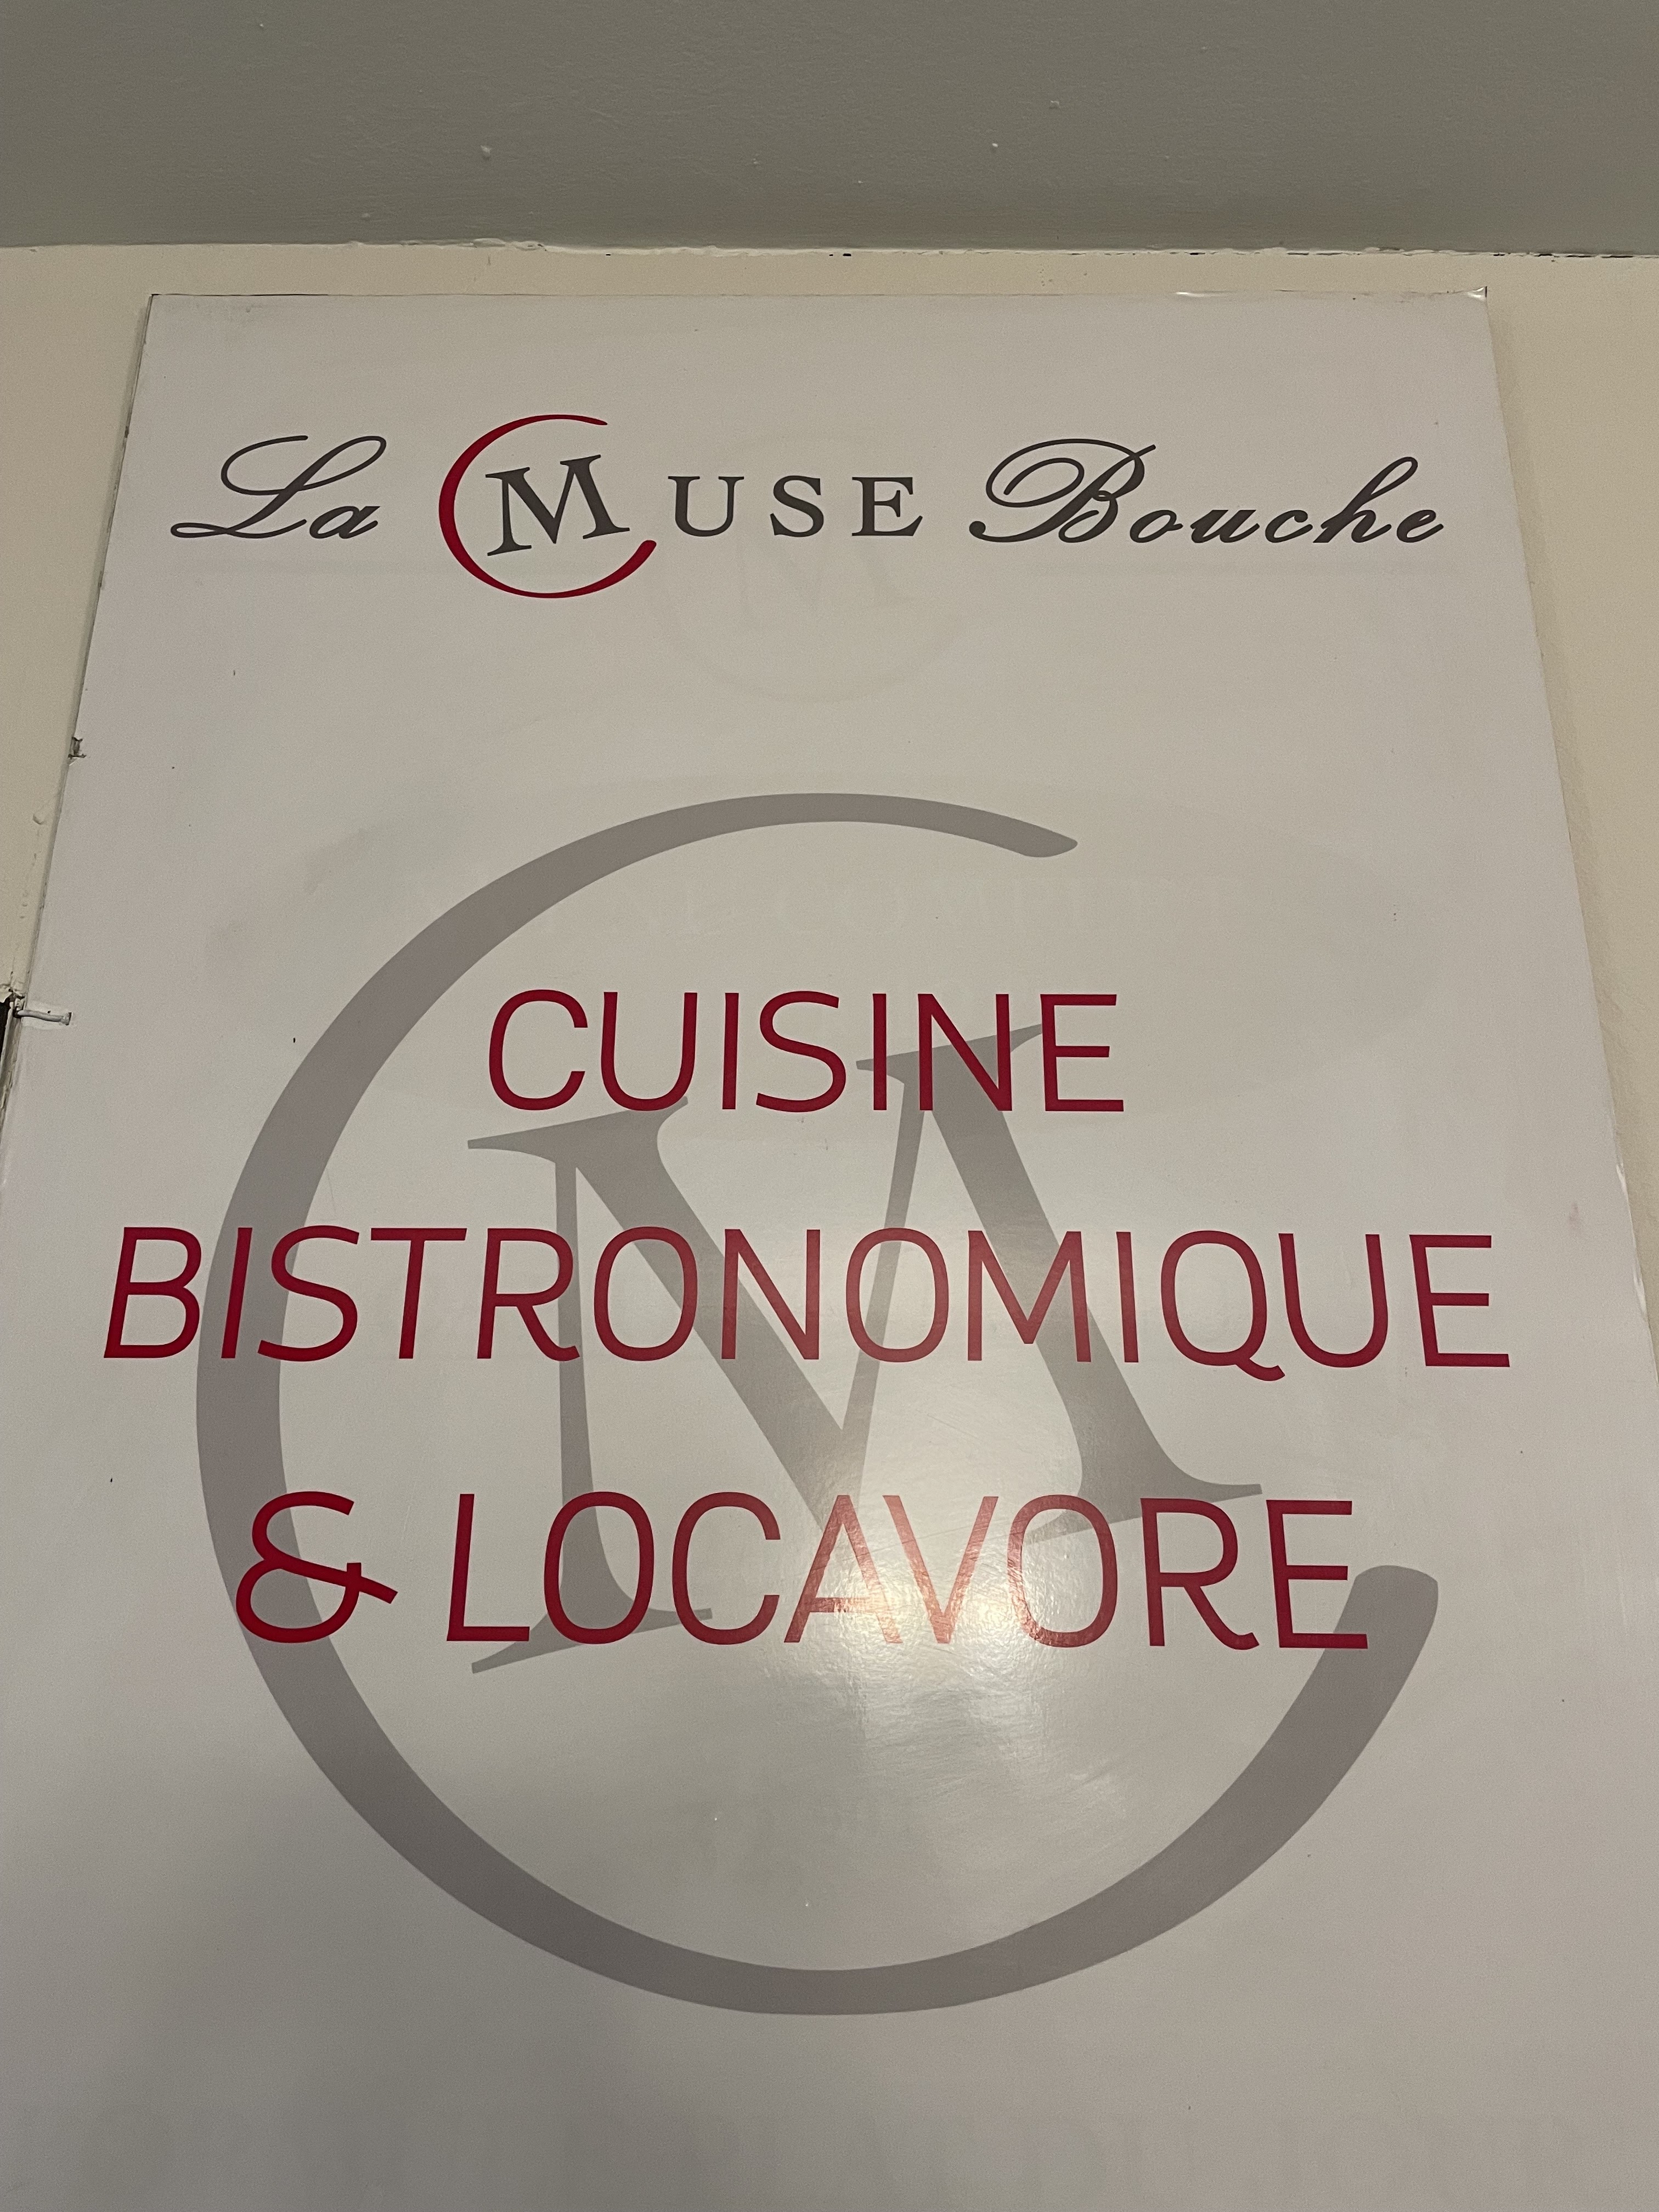 La MUSE Bouche
CUISINE
BISTRONOMIQUE
& LOCAVORE